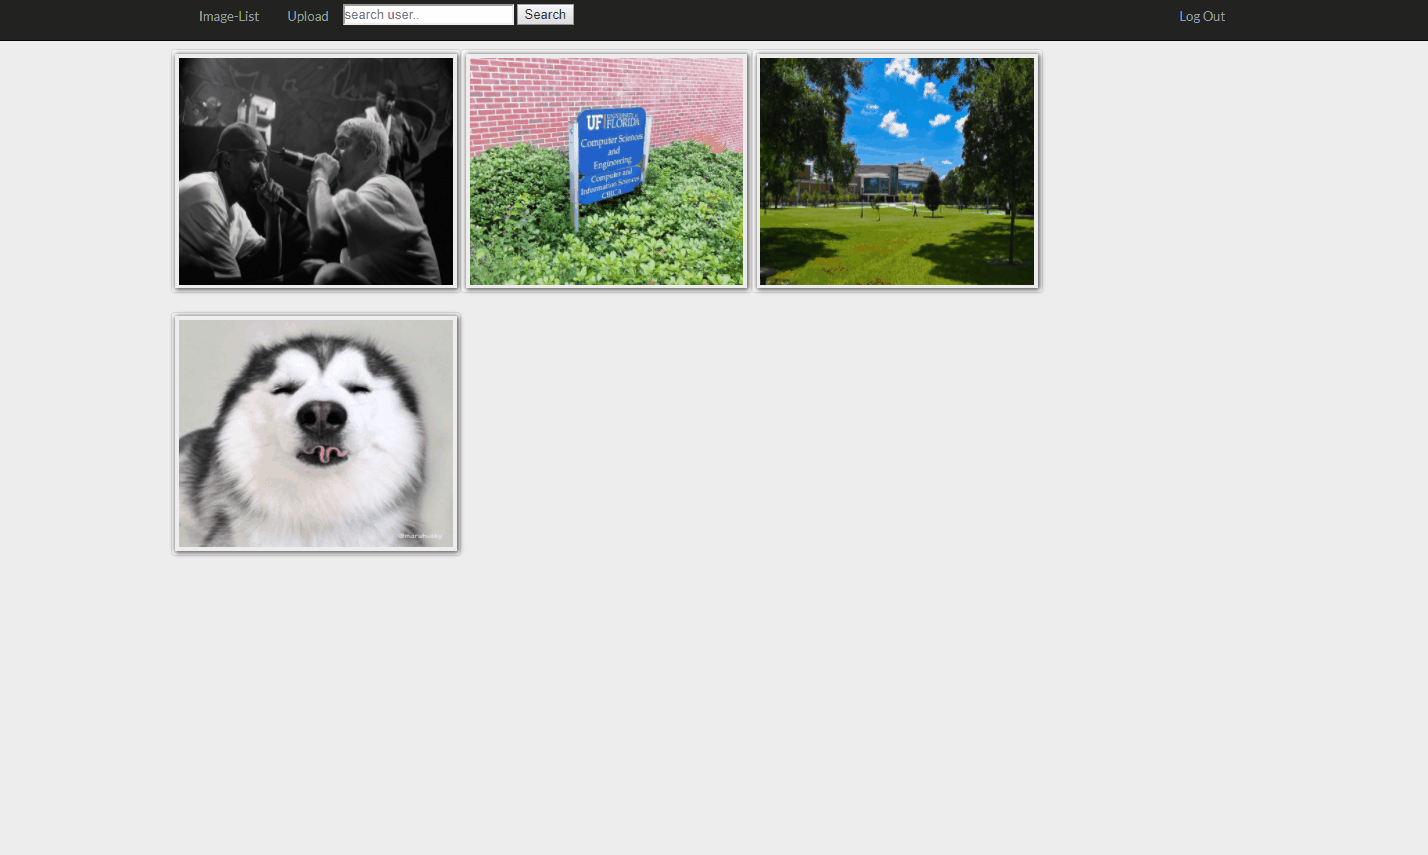 Image-List
Upload
search user..
Search
Log Out
UF UNIVERSITY of FLORIDA
Computer Sciences
and
Engineering
Computer and
Information Sciences
CIRCA
@maruhusky